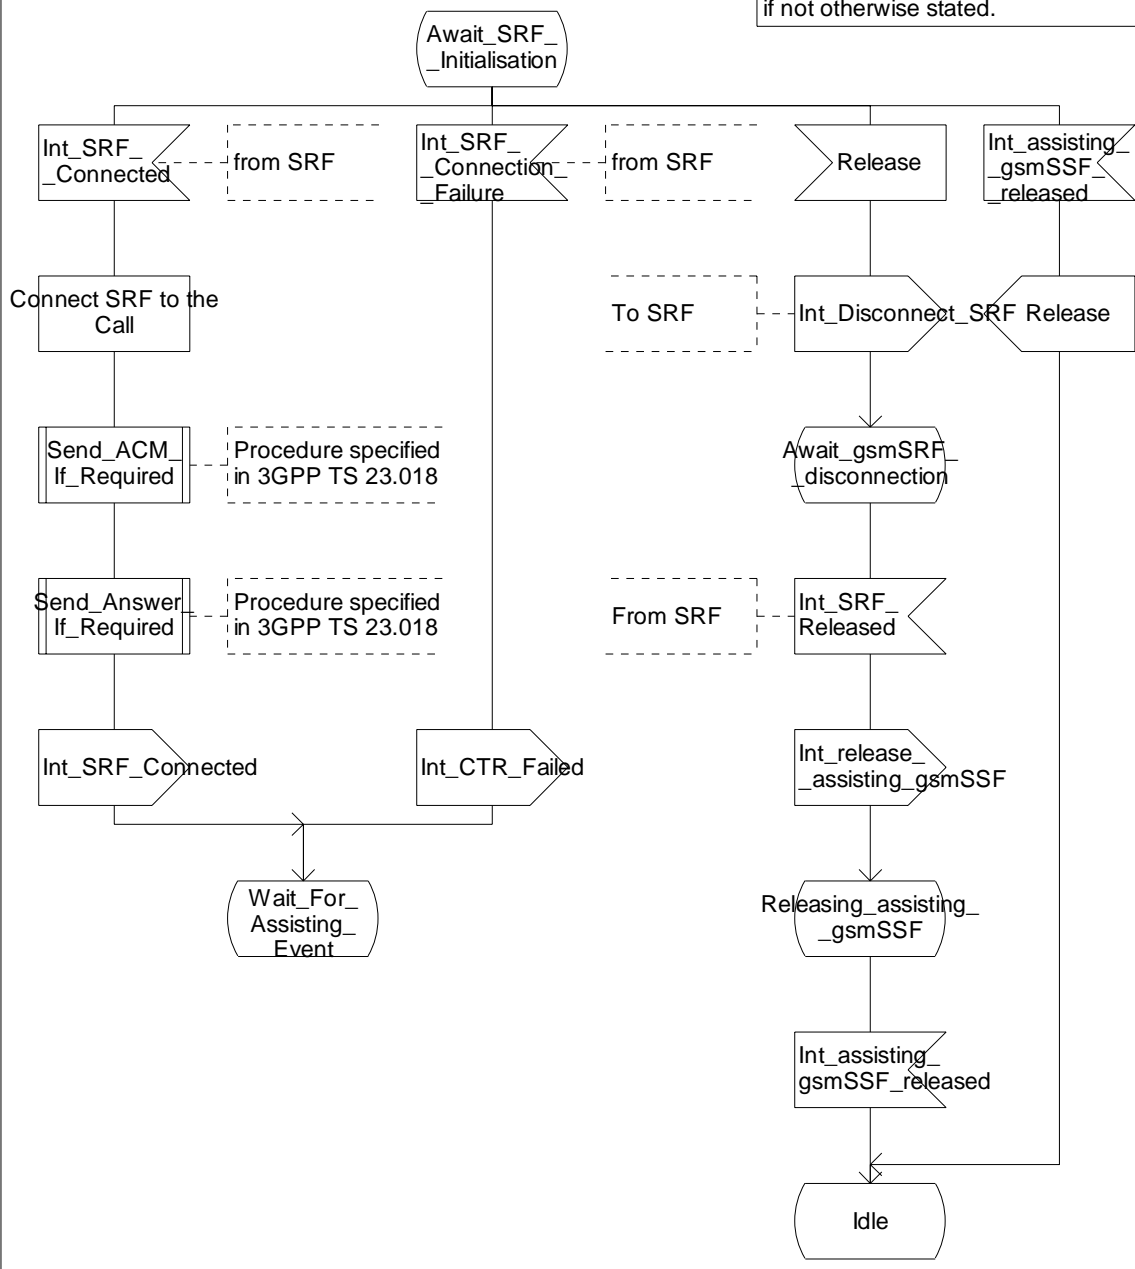 if not otherwise stated.
Await_SRF_
_Initialisation
Int_SRF_
_Connected
from SRF
Int_SRF_
_Connection_
_Failure
from SRF
Release
Int_assisting_
_gsmSSF_
_released
Connect SRF to the
Call
To SRF
Int_Disconnect_SRF
Release
Send_ACM_
If_Required
Procedure specified
in 3GPP TS 23.018
Await_gsmSRF_
_disconnection
Send_Answer_
If_Required
Procedure specified
in 3GPP TS 23.018
From SRF
Int_SRF_
Released
Int_SRF_Connected
Int_CTR_Failed
Int_release_
_assisting_gsmSSF
Wait_For_
Assisting_
Event
Releasing_assisting_
_gsmSSF
Int_assisting_
gsmSSF_released
Idle